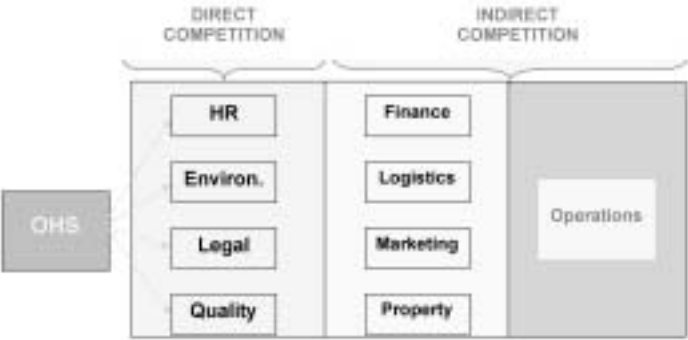 DIRECT
COMPETITION
INDIRECT
COMPETITION
HR
Finance
Environ.
Logistics
OHS
Operations
Legal
Marketing
Quality
Property